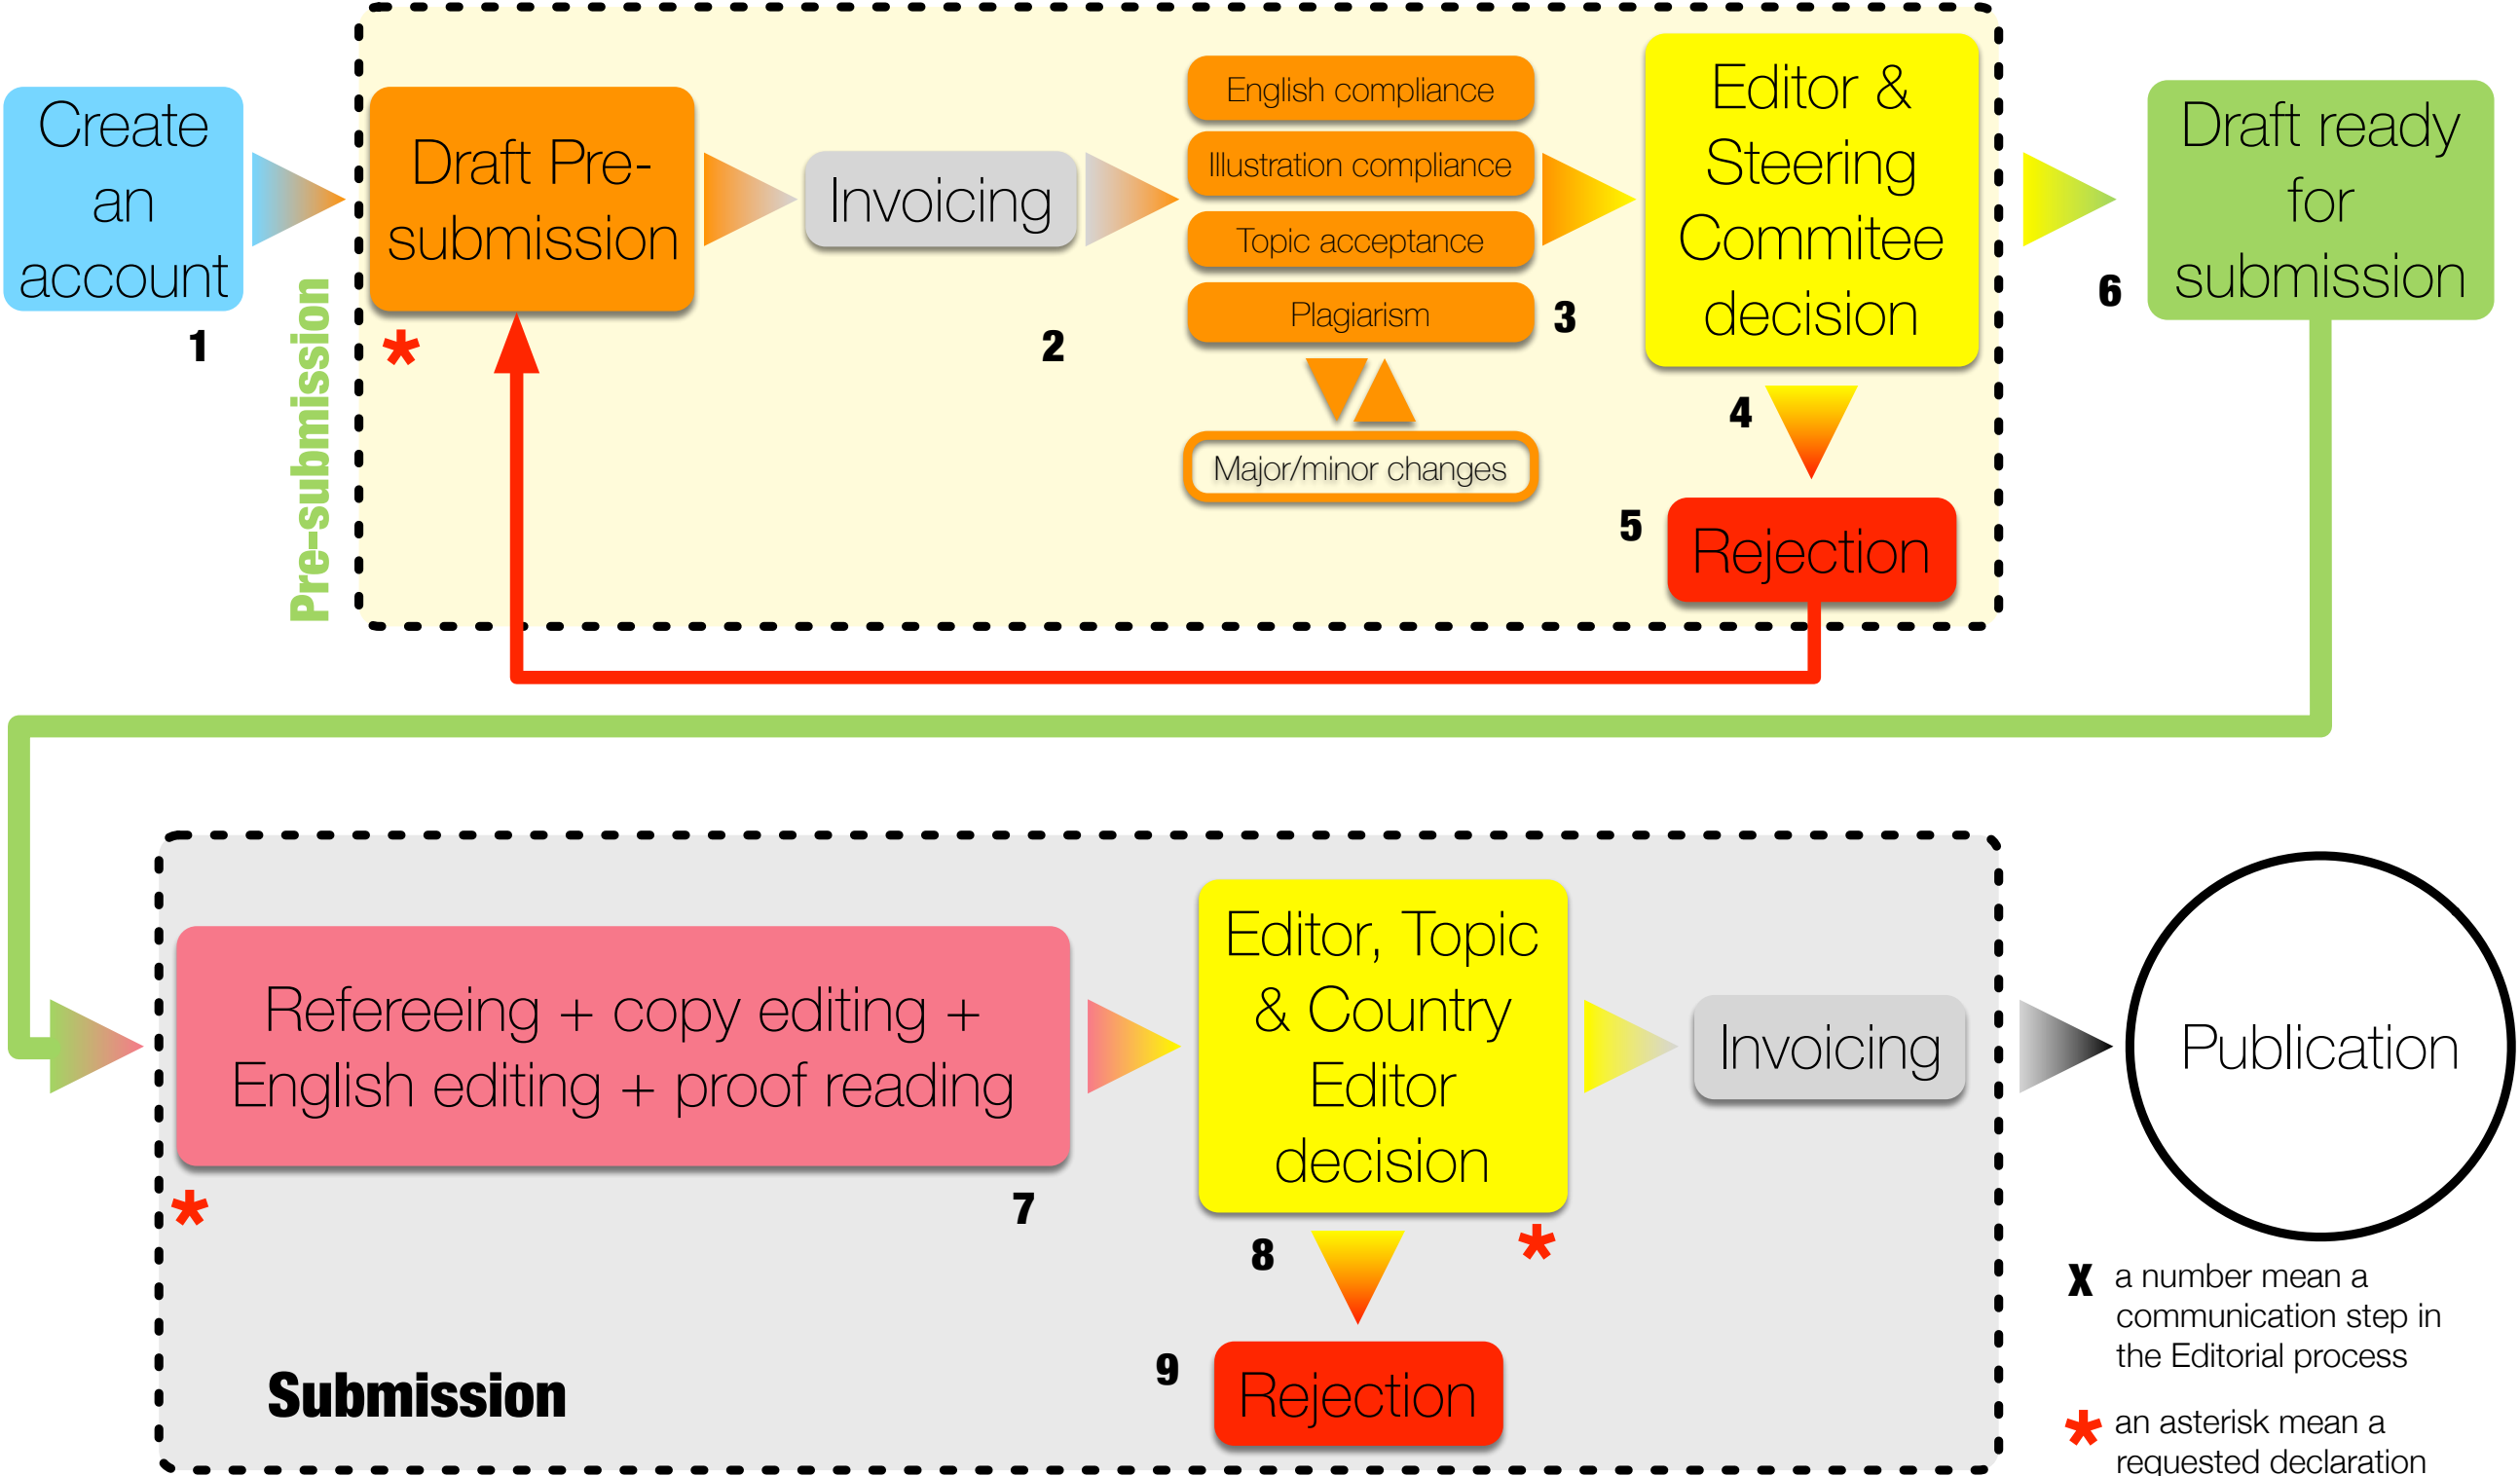 Create
an
account
1
Pre-submission
Draft Pre-
submission
*
Invoicing
2
English compliance
Illustration compliance
Topic acceptance
Plagiarism
3
Major/minor changes
Editor &
Steering
Commitee
decision
4
5
Rejection
6
Draft ready
for
submission
Refereeing + copy editing +
English editing + proof reading
*
7
Editor, Topic
& Country
Editor
decision
8
*
9
Rejection
Invoicing
Submission
Publication
X a number mean a
communication step in
the Editorial process
* an asterisk mean a
requested declaration